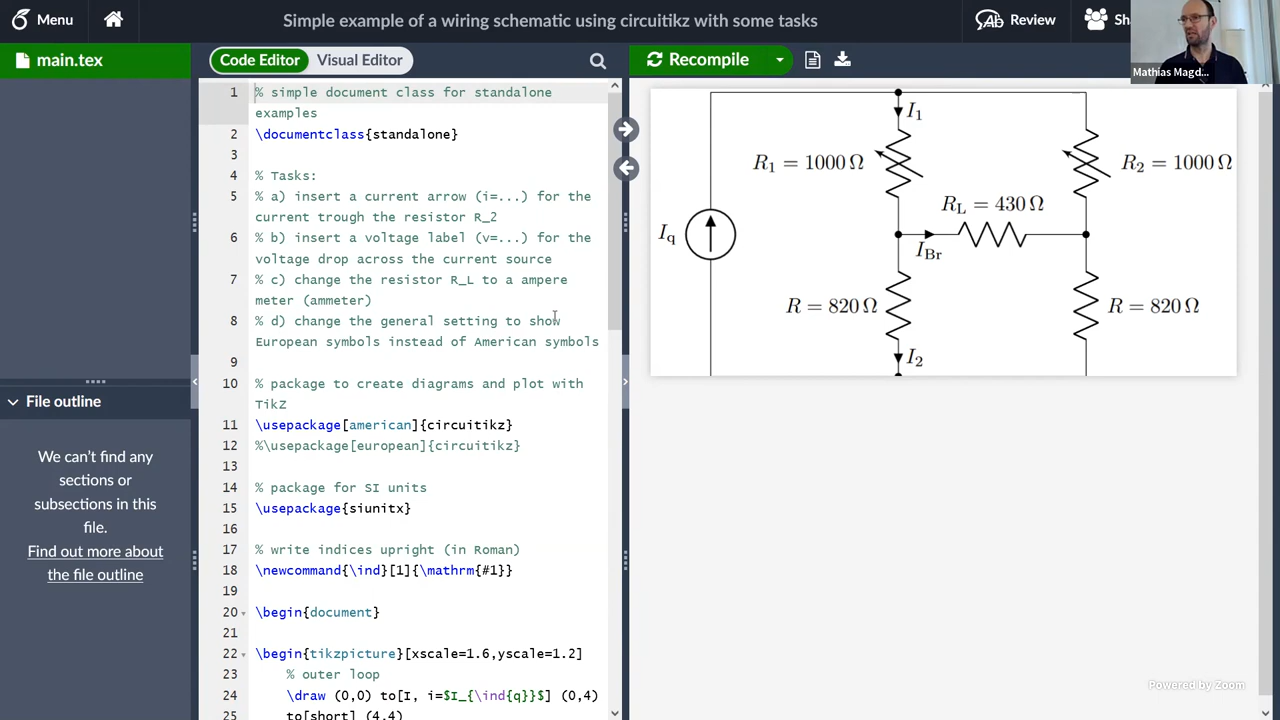 Menu
Simple example of a wiring schematic using circuitikz with some tasks
Review
Mathias Magd...
main.tex
Code Editor
Visual Editor
Recompile
1 % simple document class for standalone
examples
2 \documentclass{standalone}
3
4 % Tasks:
5 % a) insert a current arrow (i=...) for the
current trough the resistor R_2
6 % b) insert a voltage label (v=...) for the
voltage drop across the current source
7 % c) change the resistor R_L to a ampere
meter (ammeter)
8 % d) change the general setting to show
European symbols instead of American symbols
9
10 % package to create diagrams and plot with
TikZ
11 \usepackage[american]{circuitikz}
12 %\usepackage[european]{circuitikz}
13
14 % package for SI units
15 \usepackage{siunitx}
16
17 % write indices upright (in Roman)
18 \newcommand{\ind}[1]{\mathrm{#1}}
19
20 \begin{document}
21
22 \begin{tikzpicture}[xscale=1.6,yscale=1.2]
23 % outer loop
24 \draw (0,0) to[I, i=$I_{\ind{q}}$] (0,4)
25 to[short] (4,4)
File outline
We can't find any
sections or
subsections in this
file.
Find out more about
the file outline
I₁
R₁ = 1000 Ω
R₂ = 1000 Ω
R_L = 430 Ω
I_q
I_Br
R = 820 Ω
R = 820 Ω
I₂
Powered by Zoom